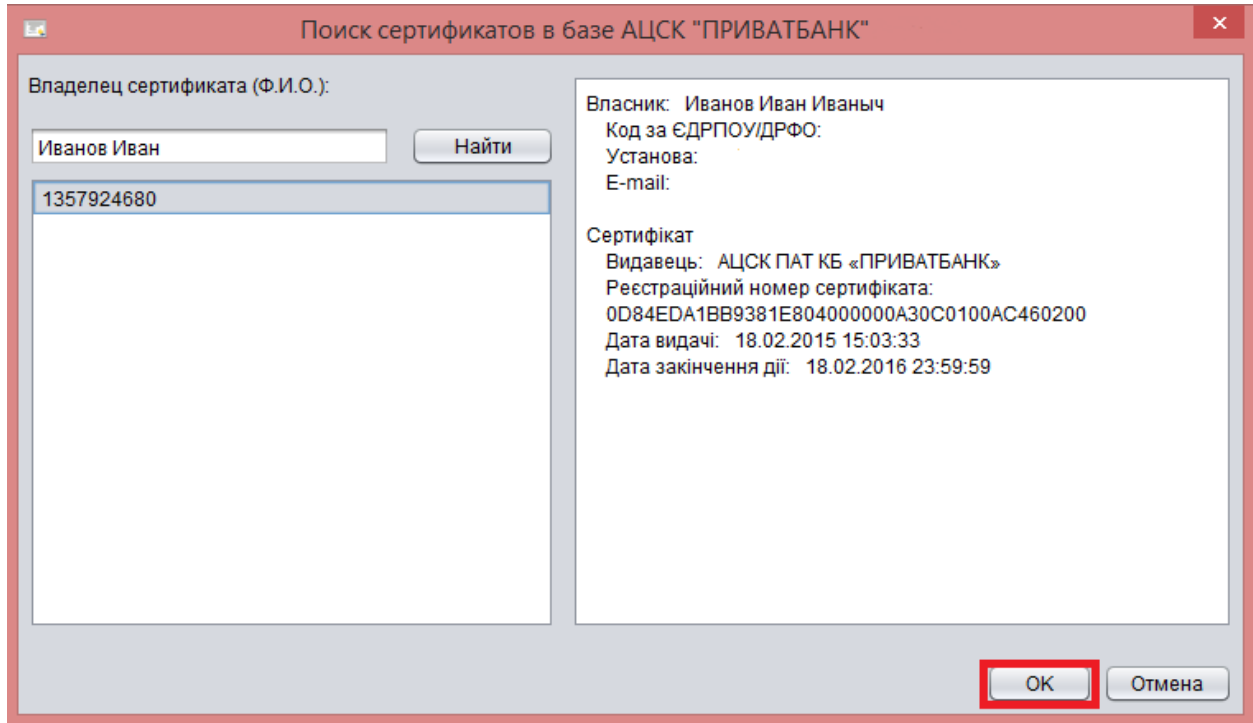 Поиск сертификатов в базе АЦСК "ПРИВАТБАНК"
Владелец сертификата (Ф.И.О.):
Иванов Иван
Найти
1357924680
Власник: Иванов Иван Иваныч
Код за ЄДРПОУ/ДРФО:
Установа:
E-mail:
Сертифікат
Видавець: АЦСК ПАТ КБ «ПРИВАТБАНК»
Реєстраційний номер сертифіката:
0D84EDA1BB9381E804000000A30C0100AC460200
Дата видачі: 18.02.2015 15:03:33
Дата закінчення дії: 18.02.2016 23:59:59
OK
Отмена